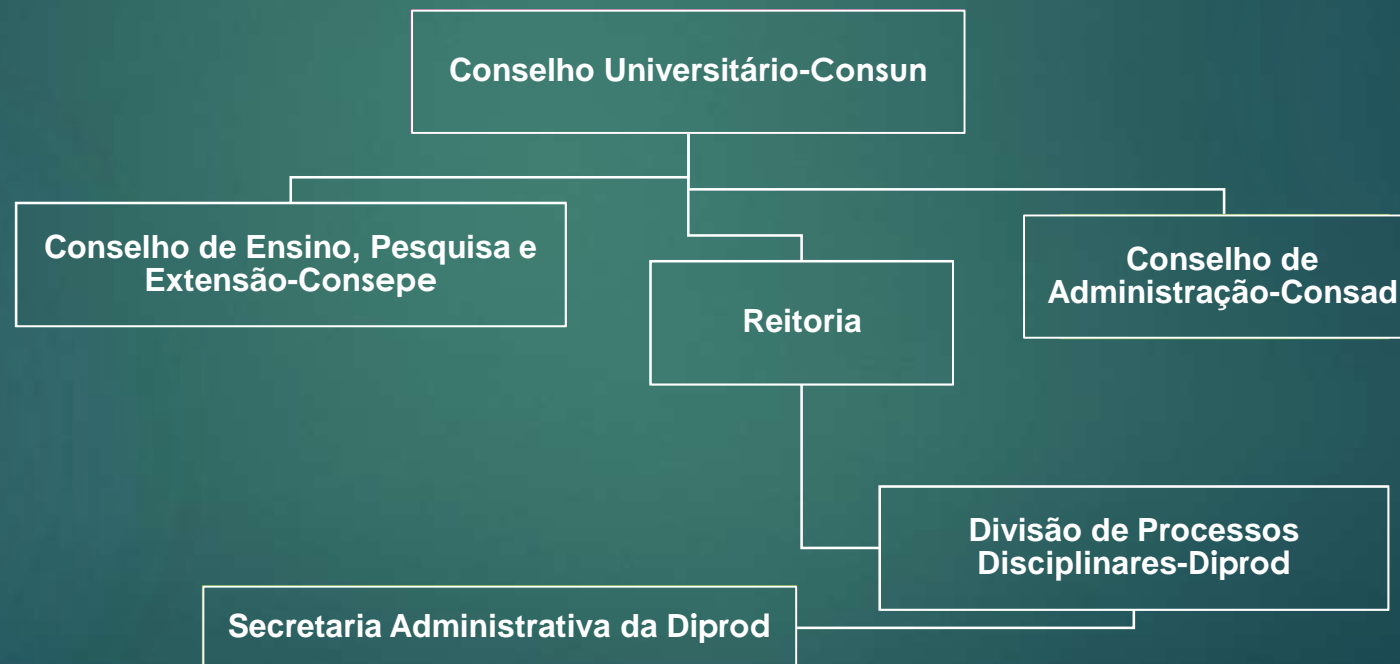 Conselho Universitário-Consun
Conselho de Ensino, Pesquisa e
Extensão-Consepe
Reitoria
Conselho de
Administração-Consad
Divisão de Processos
Disciplinares-Diprod
Secretaria Administrativa da Diprod